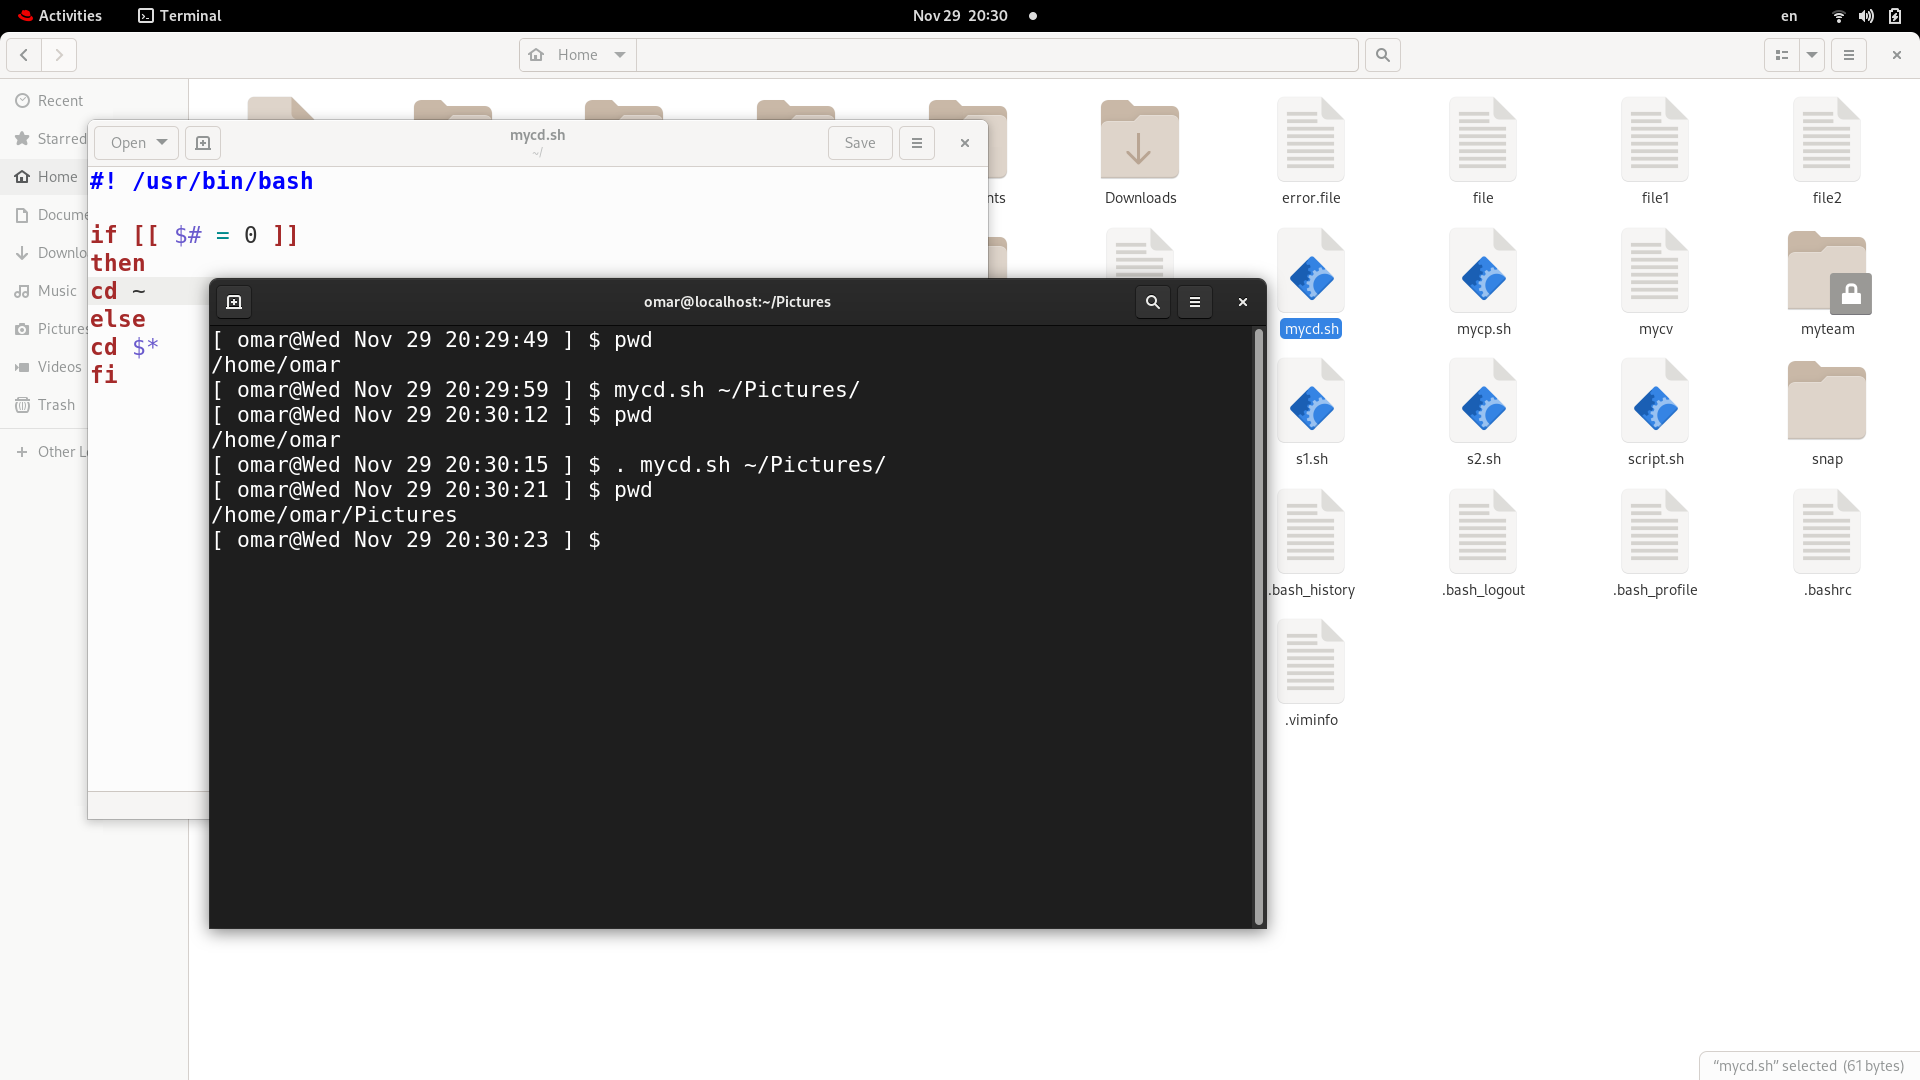 Activities
Terminal
Nov 29 20:30
en
Home
Recent
Starred
Home
Docume
Downlo
Music
Pictures
Videos
Trash
Other L
Open
mycd.sh
~/
Save
#! /usr/bin/bash
if [[ $# = 0 ]]
then
cd ~
else
cd $*
fi
omar@localhost:~/Pictures
[ omar@Wed Nov 29 20:29:49 ] $ pwd
/home/omar
[ omar@Wed Nov 29 20:29:59 ] $ mycd.sh ~/Pictures/
[ omar@Wed Nov 29 20:30:12 ] $ pwd
/home/omar
[ omar@Wed Nov 29 20:30:15 ] $ . mycd.sh ~/Pictures/
[ omar@Wed Nov 29 20:30:21 ] $ pwd
/home/omar/Pictures
[ omar@Wed Nov 29 20:30:23 ] $
nts
Downloads
error.file
file
file1
file2
mycd.sh
mycp.sh
mycv
myteam
s1.sh
s2.sh
script.sh
snap
.bash_history
.bash_logout
.bash_profile
.bashrc
.viminfo
“mycd.sh” selected (61 bytes)